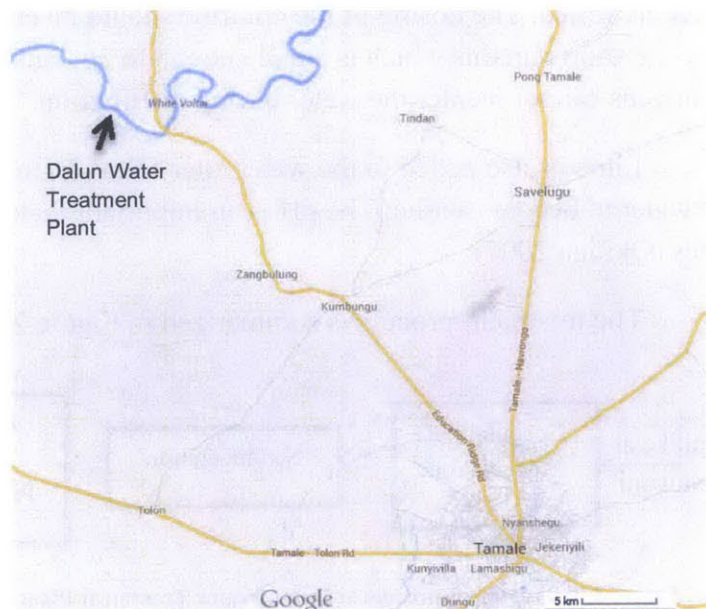 White Volta
Pong Tamale
Tindan
Dalun Water
Treatment
Plant
Savelugu
Zangbulung
Kumbungu
Tamale - Navrongo
Education Ridge Rd
Tolon
Nyanshegu
Tamale Tolon Rd
Tamale
Jekeriyili
Kunyivilla
Lamashigu
Google
Dungu
5 km